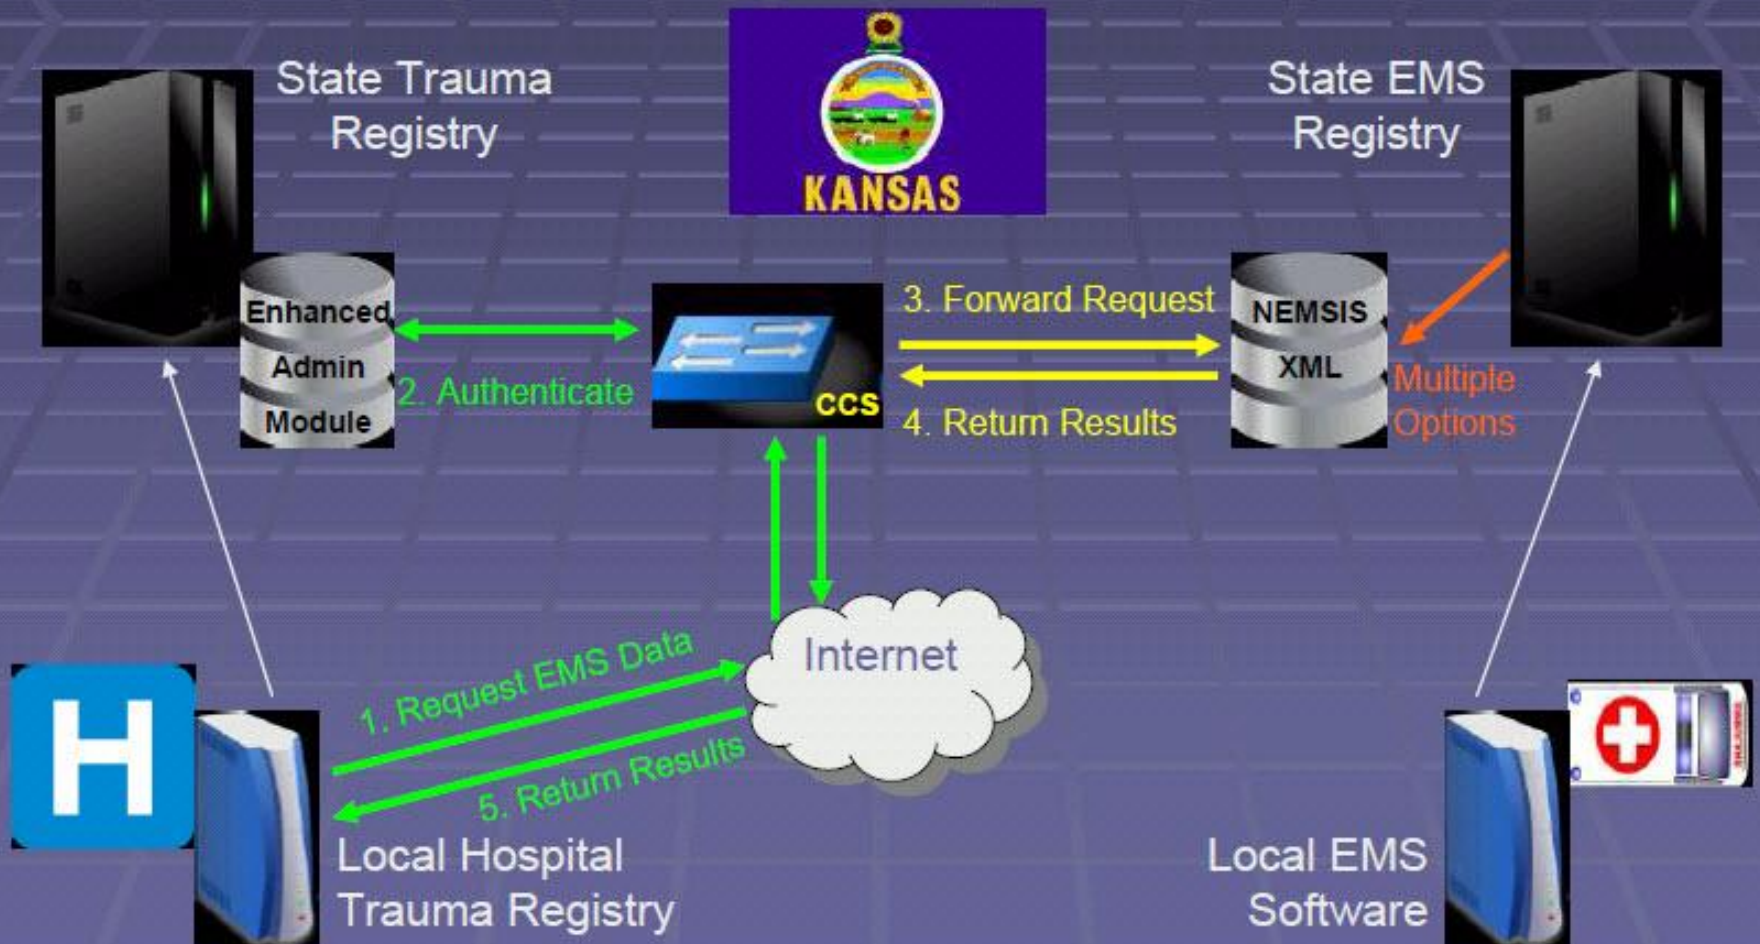 State Trauma
Registry
KANSAS
State EMS
Registry
Enhanced
Admin
Module
2. Authenticate
CCS
3. Forward Request
4. Return Results
NEMSIS
XML
Multiple
Options
1. Request EMS Data
5. Return Results
Internet
H
Local Hospital
Trauma Registry
Local EMS
Software